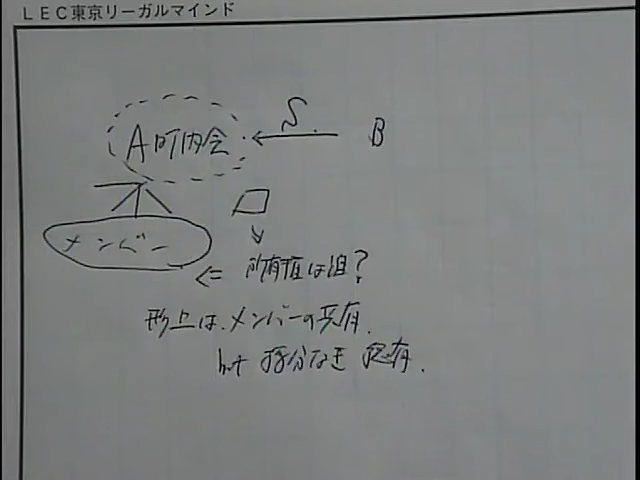 LEC東京リーガルマインド
A町内会 S. B
メンバー
所有権は誰?
形上は、メンバーの共有.
but 持分なき 総有.